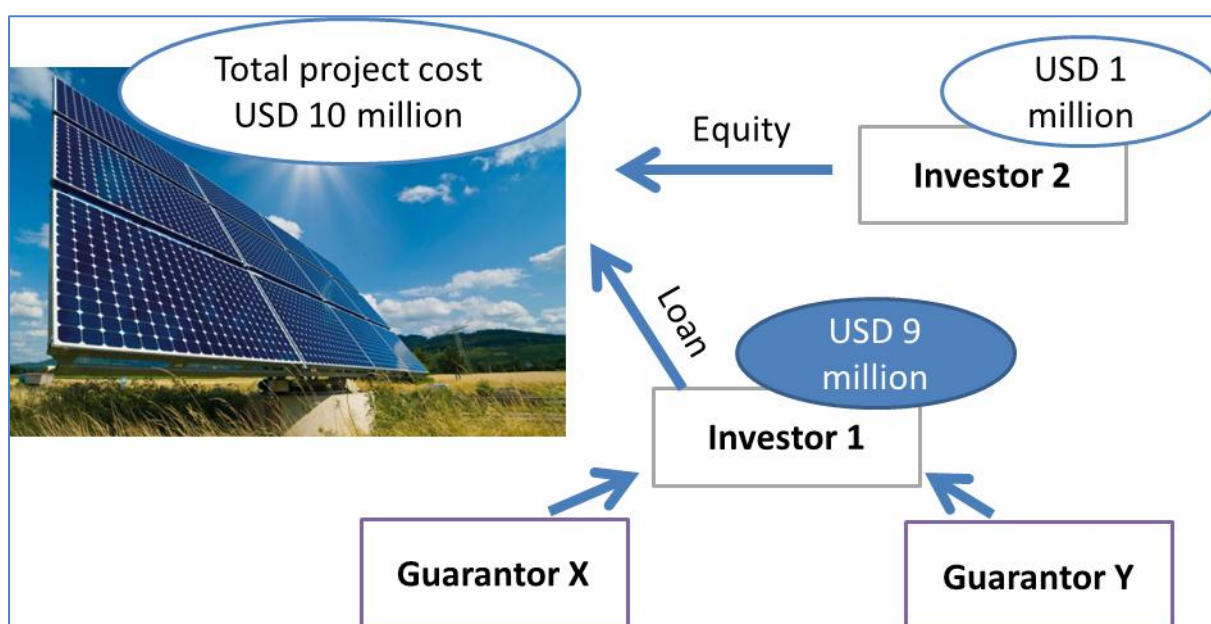 Total project cost
USD 10 million
USD 1
million
Equity
Investor 2
Loan
USD 9
million
Investor 1
Guarantor X
Guarantor Y